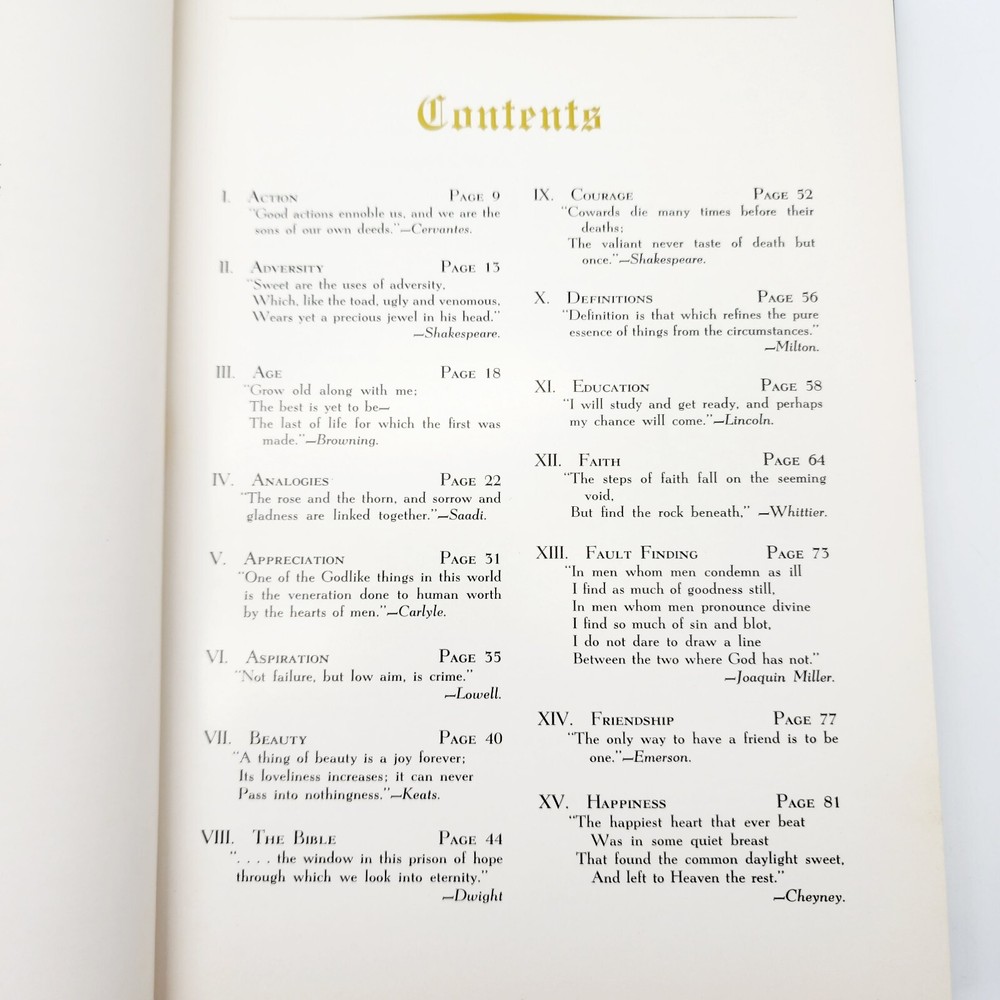 Contents
I. Action Page 9
"Good actions ennoble us, and we are the
sons of our own deeds."—Cervantes.
II. Adversity Page 13
"Sweet are the uses of adversity,
Which, like the toad, ugly and venomous,
Wears yet a precious jewel in his head."
—Shakespeare.
III. Age Page 18
"Grow old along with me;
The best is yet to be—
The last of life for which the first was
made."—Browning.
IV. Analogies Page 22
"The rose and the thorn, and sorrow and
gladness are linked together."—Saadi.
V. Appreciation Page 31
"One of the Godlike things in this world
is the veneration done to human worth
by the hearts of men."—Carlyle.
VI. Aspiration Page 35
"Not failure, but low aim, is crime."
—Lowell.
VII. Beauty Page 40
"A thing of beauty is a joy forever;
Its loveliness increases; it can never
Pass into nothingness."—Keats.
VIII. The Bible Page 44
". . . . the window in this prison of hope
through which we look into eternity."
—Dwight
IX. Courage Page 52
"Cowards die many times before their
deaths;
The valiant never taste of death but
once."—Shakespeare.
X. Definitions Page 56
"Definition is that which refines the pure
essence of things from the circumstances."
—Milton.
XI. Education Page 58
"I will study and get ready, and perhaps
my chance will come."—Lincoln.
XII. Faith Page 64
"The steps of faith fall on the seeming
void,
But find the rock beneath," —Whittier.
XIII. Fault Finding Page 73
"In men whom men condemn as ill
I find as much of goodness still,
In men whom men pronounce divine
I find so much of sin and blot,
I do not dare to draw a line
Between the two where God has not."
—Joaquin Miller.
XIV. Friendship Page 77
"The only way to have a friend is to be
one."—Emerson.
XV. Happiness Page 81
"The happiest heart that ever beat
Was in some quiet breast
That found the common daylight sweet,
And left to Heaven the rest."
—Cheyney.